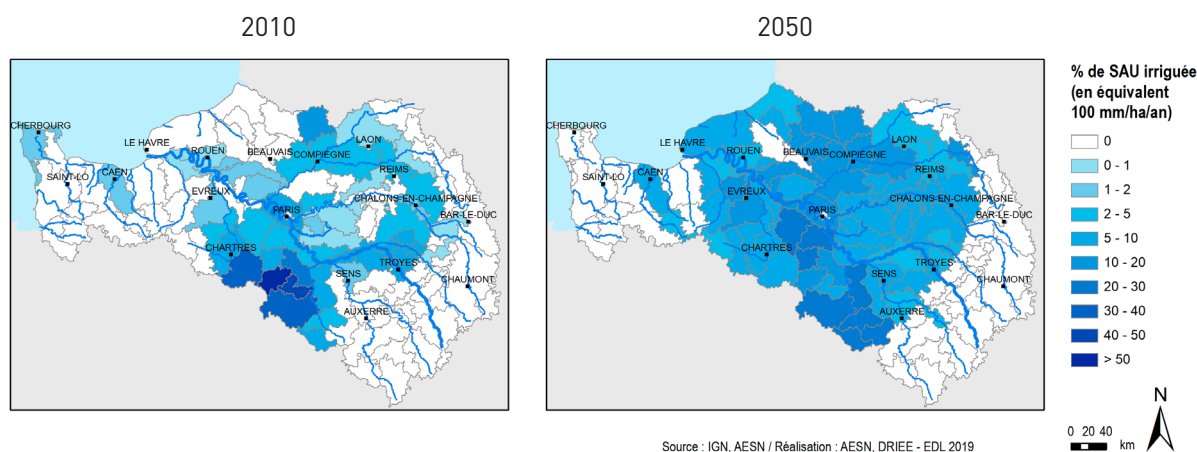 2010
2050
CHERBOURG
LE HAVRE
ROUEN
BEAUVAIS
COMPIEGNE
LAON
REIMS
SAINT-LO
CAEN
EVREUX
PARIS
CHALONS-EN-CHAMPAGNE
BAR-LE-DUC
CHARTRES
TROYES
SENS
CHAUMONT
AUXERRE
CHERBOURG
LE HAVRE
ROUEN
BEAUVAIS
COMPIEGNE
LAON
REIMS
SAINT-LO
CAEN
EVREUX
PARIS
CHALONS-EN-CHAMPAGNE
BAR-LE-DUC
CHARTRES
TROYES
SENS
CHAUMONT
AUXERRE
% de SAU irriguée
(en équivalent
100 mm/ha/an)
0
0 - 1
1 - 2
2 - 5
5 - 10
10 - 20
20 - 30
30 - 40
40 - 50
> 50
N
0 20 40
km
Source : IGN, AESN / Réalisation : AESN, DRIEE - EDL 2019